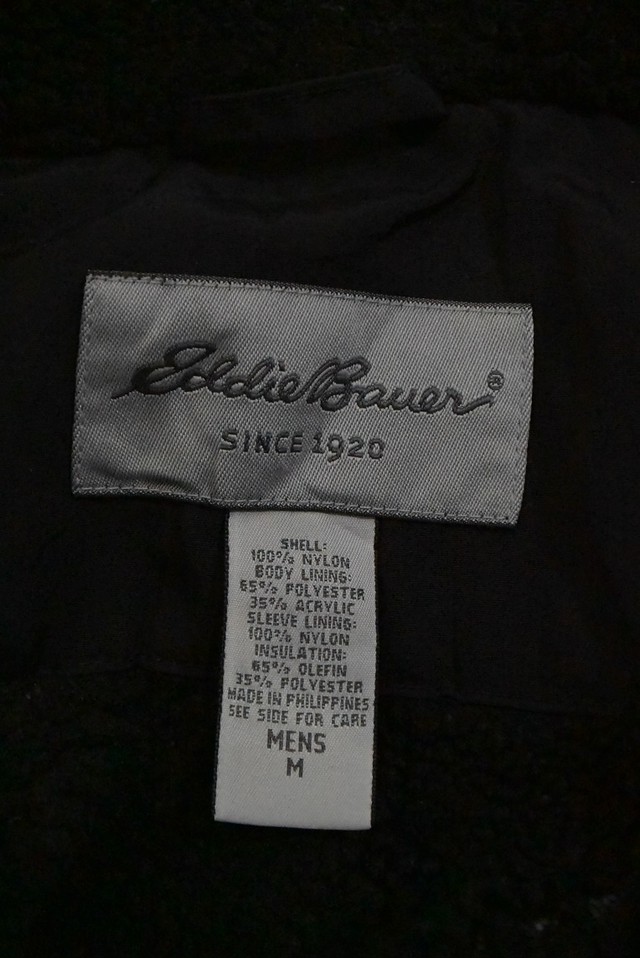 Eddie Bauer®
SINCE 1920
SHELL:
100% NYLON
BODY LINING:
65% POLYESTER
35% ACRYLIC
SLEEVE LINING:
100% NYLON
INSULATION:
65% OLEFIN
35% POLYESTER
MADE IN PHILIPPINES
SEE SIDE FOR CARE
MENS
M